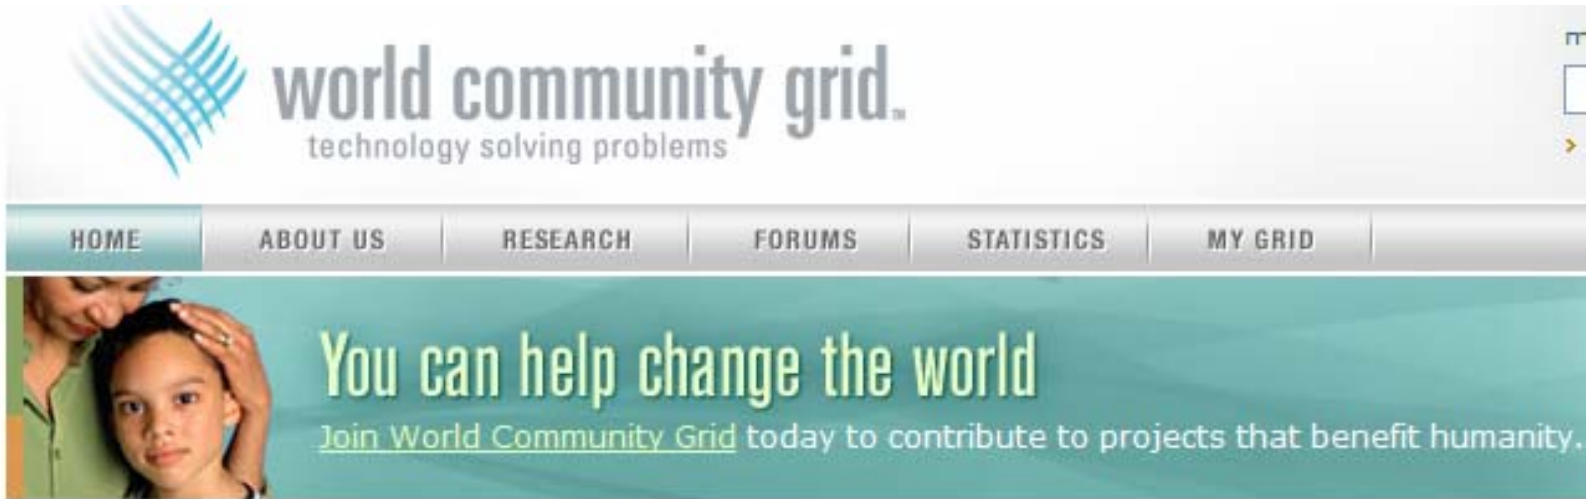 world community grid.™
technology solving problems
HOME ABOUT US RESEARCH FORUMS STATISTICS MY GRID
You can help change the world
Join World Community Grid today to contribute to projects that benefit humanity.